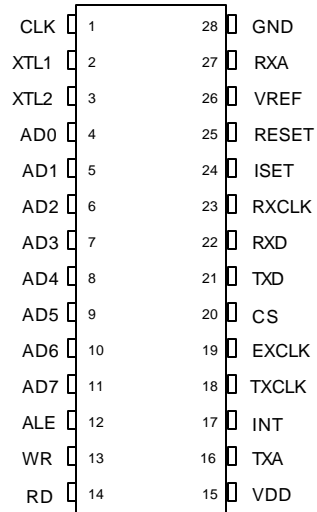 CLK 1 28 GND
XTL1 2 27 RXA
XTL2 3 26 VREF
AD0 4 25 RESET
AD1 5 24 ISET
AD2 6 23 RXCLK
AD3 7 22 RXD
AD4 8 21 TXD
AD5 9 20 CS
AD6 10 19 EXCLK
AD7 11 18 TXCLK
ALE 12 17 INT
WR 13 16 TXA
RD 14 15 VDD